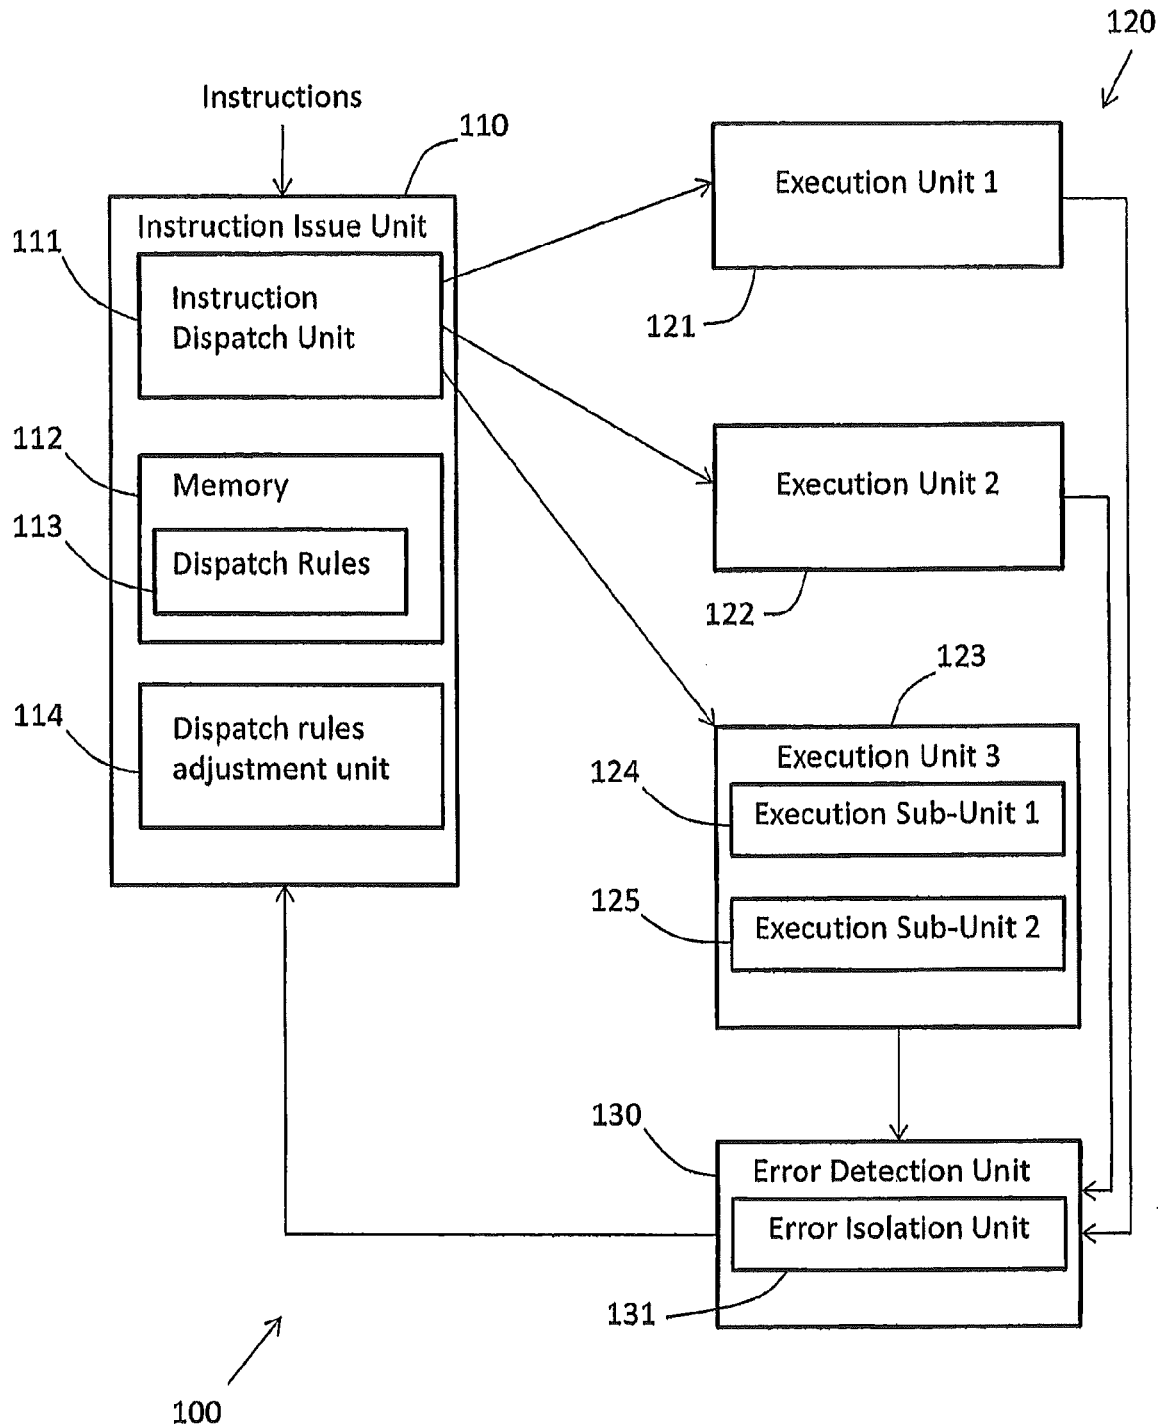 120
Instructions
110
Instruction Issue Unit
111
Instruction
Dispatch Unit
Execution Unit 1
121
112
Memory
113
Dispatch Rules
Execution Unit 2
122
114
Dispatch rules
adjustment unit
123
Execution Unit 3
124
Execution Sub-Unit 1
125
Execution Sub-Unit 2
130
Error Detection Unit
Error Isolation Unit
131
100